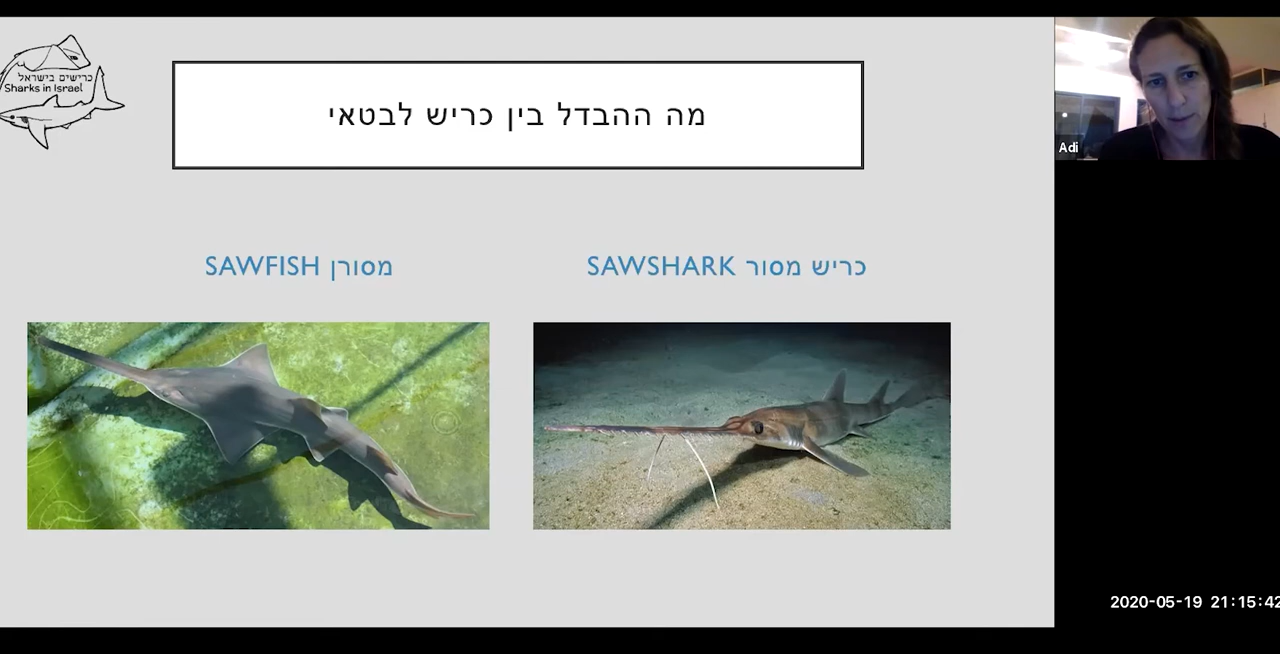 כרישים בישראל
Sharks in Israel
מה ההבדל בין כריש לבטאי
מסורן SAWFISH
כריש מסור SAWSHARK
Adi
2020-05-19 21:15:42